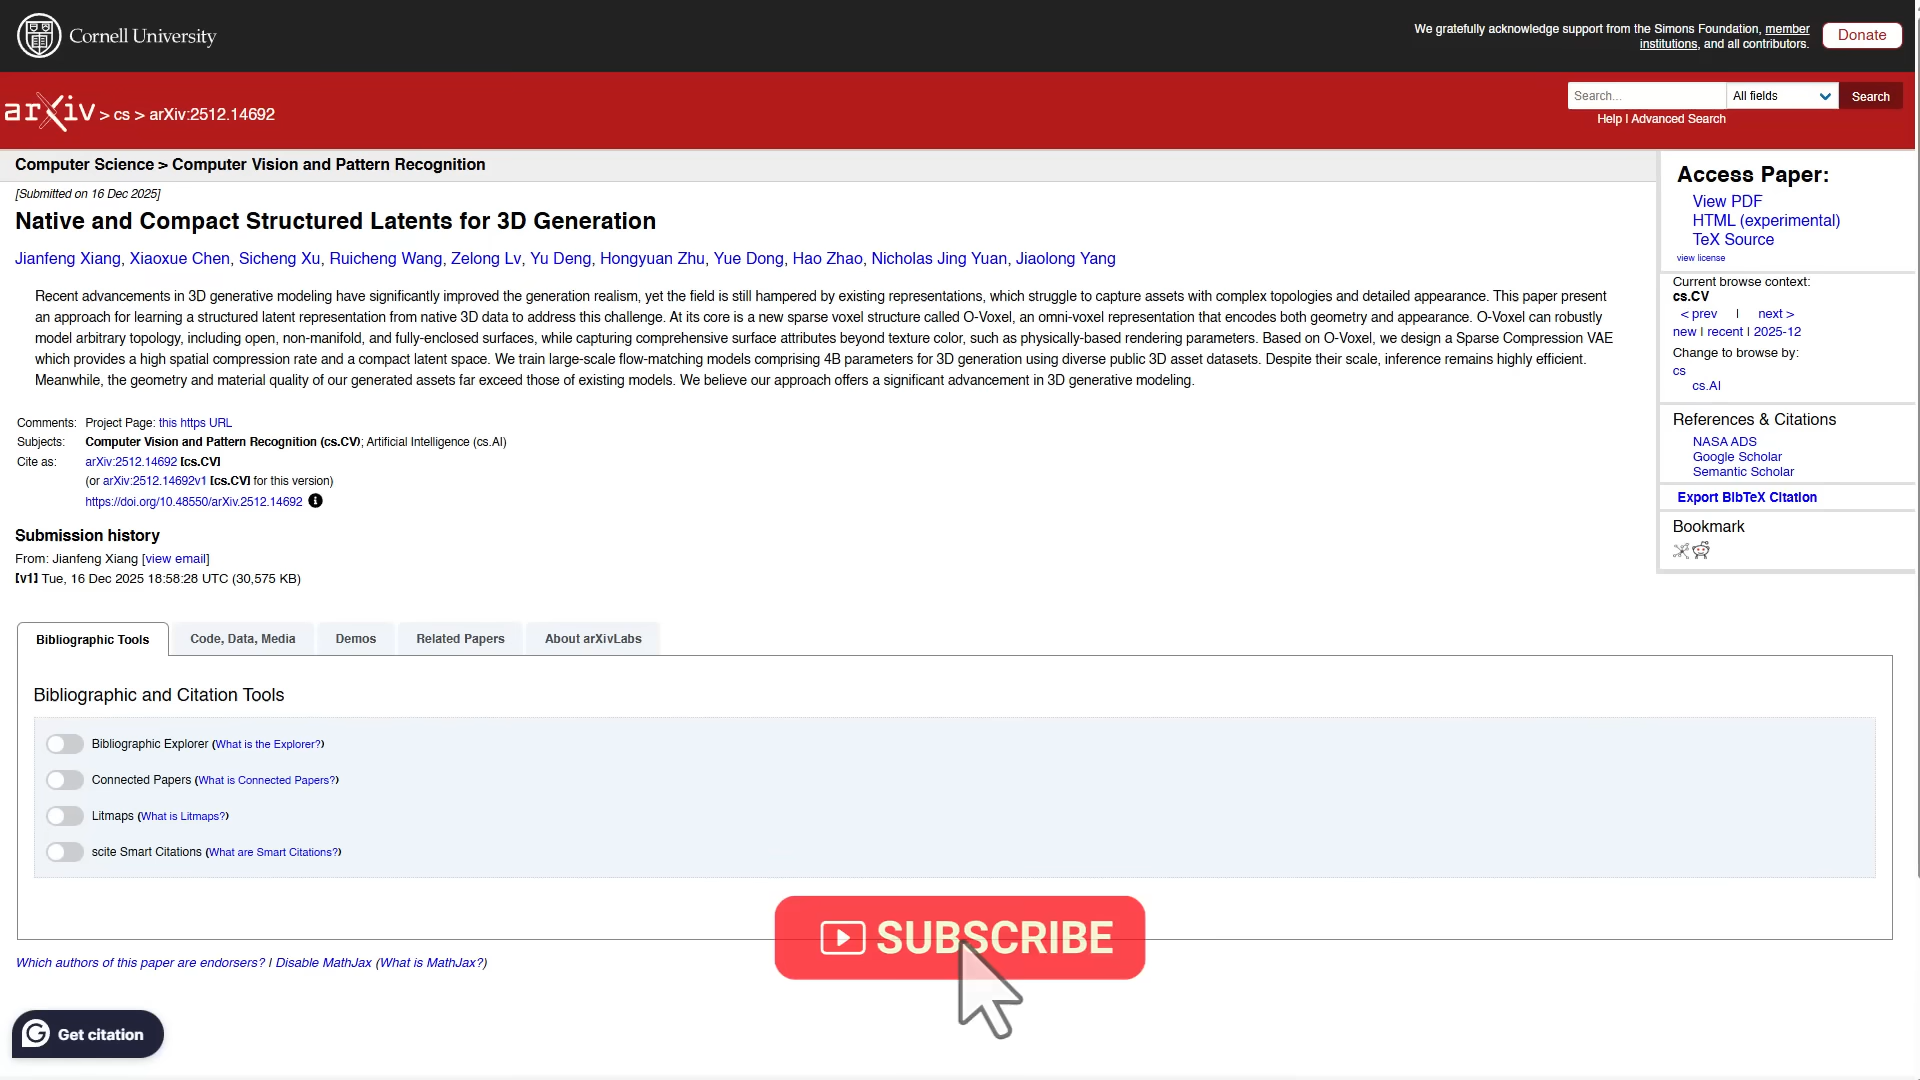 Cornell University
We gratefully acknowledge support from the Simons Foundation, member
institutions, and all contributors.
Donate
arXiv > cs > arXiv:2512.14692
Search...
All fields
Search
Help | Advanced Search
Computer Science > Computer Vision and Pattern Recognition
[Submitted on 16 Dec 2025]
Native and Compact Structured Latents for 3D Generation
Jianfeng Xiang, Xiaoxue Chen, Sicheng Xu, Ruicheng Wang, Zelong Lv, Yu Deng, Hongyuan Zhu, Yue Dong, Hao Zhao, Nicholas Jing Yuan, Jiaolong Yang
Recent advancements in 3D generative modeling have significantly improved the generation realism, yet the field is still hampered by existing representations, which struggle to capture assets with complex topologies and detailed appearance. This paper present
an approach for learning a structured latent representation from native 3D data to address this challenge. At its core is a new sparse voxel structure called O-Voxel, an omni-voxel representation that encodes both geometry and appearance. O-Voxel can robustly
model arbitrary topology, including open, non-manifold, and fully-enclosed surfaces, while capturing comprehensive surface attributes beyond texture color, such as physically-based rendering parameters. Based on O-Voxel, we design a Sparse Compression VAE
which provides a high spatial compression rate and a compact latent space. We train large-scale flow-matching models comprising 4B parameters for 3D generation using diverse public 3D asset datasets. Despite their scale, inference remains highly efficient.
Meanwhile, the geometry and material quality of our generated assets far exceed those of existing models. We believe our approach offers a significant advancement in 3D generative modeling.
Comments: Project Page: this https URL
Subjects: Computer Vision and Pattern Recognition (cs.CV); Artificial Intelligence (cs.AI)
Cite as: arXiv:2512.14692 [cs.CV]
(or arXiv:2512.14692v1 [cs.CV] for this version)
https://doi.org/10.48550/arXiv.2512.14692
Submission history
From: Jianfeng Xiang [view email]
[v1] Tue, 16 Dec 2025 18:58:28 UTC (30,575 KB)
Access Paper:
View PDF
HTML (experimental)
TeX Source
view license
Current browse context:
cs.CV
< prev | next >
new | recent | 2025-12
Change to browse by:
cs
cs.AI
References & Citations
NASA ADS
Google Scholar
Semantic Scholar
Export BibTeX Citation
Bookmark
Bibliographic Tools
Code, Data, Media
Demos
Related Papers
About arXivLabs
Bibliographic and Citation Tools
Bibliographic Explorer (What is the Explorer?)
Connected Papers (What is Connected Papers?)
Litmaps (What is Litmaps?)
scite Smart Citations (What are Smart Citations?)
SUBSCRIBE
Which authors of this paper are endorsers? | Disable MathJax (What is MathJax?)
Get citation